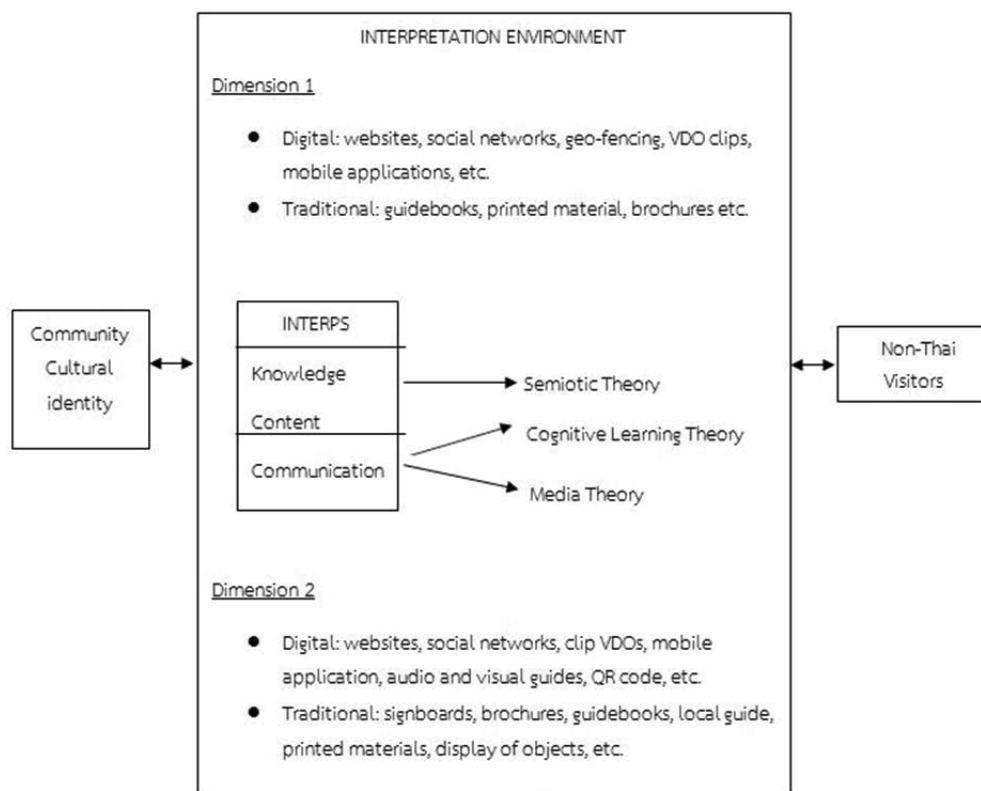 INTERPRETATION ENVIRONMENT
Dimension 1
● Digital: websites, social networks, geo-fencing, VDO clips,
mobile applications, etc.
● Traditional: guidebooks, printed material, brochures etc.
Community
Cultural
identity
INTERPS
Knowledge
Content
Communication
Semiotic Theory
Cognitive Learning Theory
Media Theory
Non-Thai
Visitors
Dimension 2
● Digital: websites, social networks, clip VDOs, mobile
application, audio and visual guides, QR code, etc.
● Traditional: signboards, brochures, guidebooks, local guide,
printed materials, display of objects, etc.